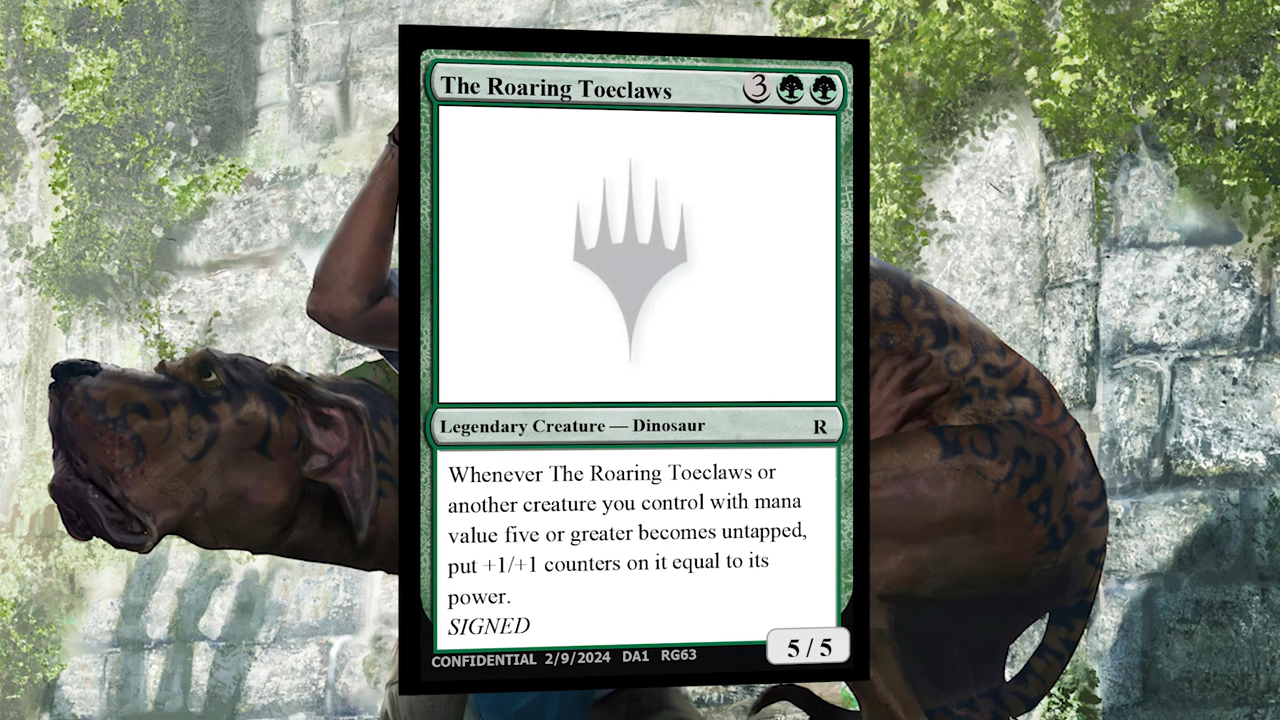 The Roaring Toeclaws 3
Legendary Creature — Dinosaur R
Whenever The Roaring Toeclaws or
another creature you control with mana
value five or greater becomes untapped,
put +1/+1 counters on it equal to its
power.
SIGNED
5/5
CONFIDENTIAL 2/9/2024 DA1 RG63